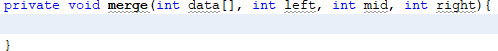 private void merge(int data[], int left, int mid, int right){
}